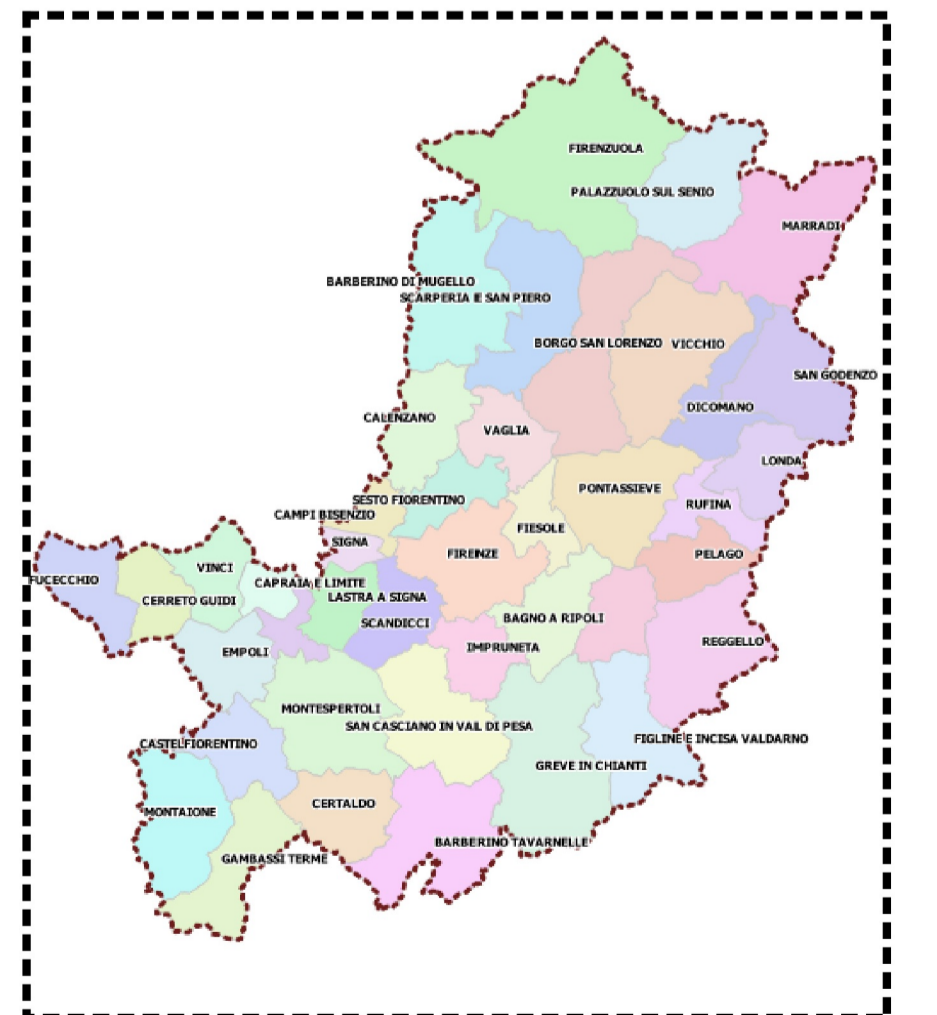 FIRENZUOLA
PALAZZUOLO SUL SENIO
MARRADI
BARBERINO DI MUGELLO
SCARPERIA E SAN PIERO
BORGO SAN LORENZO
VICCHIO
SAN GODENZO
DICOMANO
CALENZANO
VAGLIA
LONDA
PONTASSIEVE
SESTO FIORENTINO
RUFINA
CAMPI BISENZIO
FIESOLE
SIGNA
FIRENZE
PELAGO
VINCI
FUCECCHIO
CAPRAIA E LIMITE
LASTRA A SIGNA
CERRETO GUIDI
BAGNO A RIPOLI
SCANDICCI
REGGELLO
IMPRUNETA
EMPOLI
MONTESPERTOLI
SAN CASCIANO IN VAL DI PESA
FIGLINE E INCISA VALDARNO
CASTELFIORENTINO
GREVE IN CHIANTI
CERTALDO
MONTAIONE
BARBERINO TAVARNELLE
GAMBASSI TERME